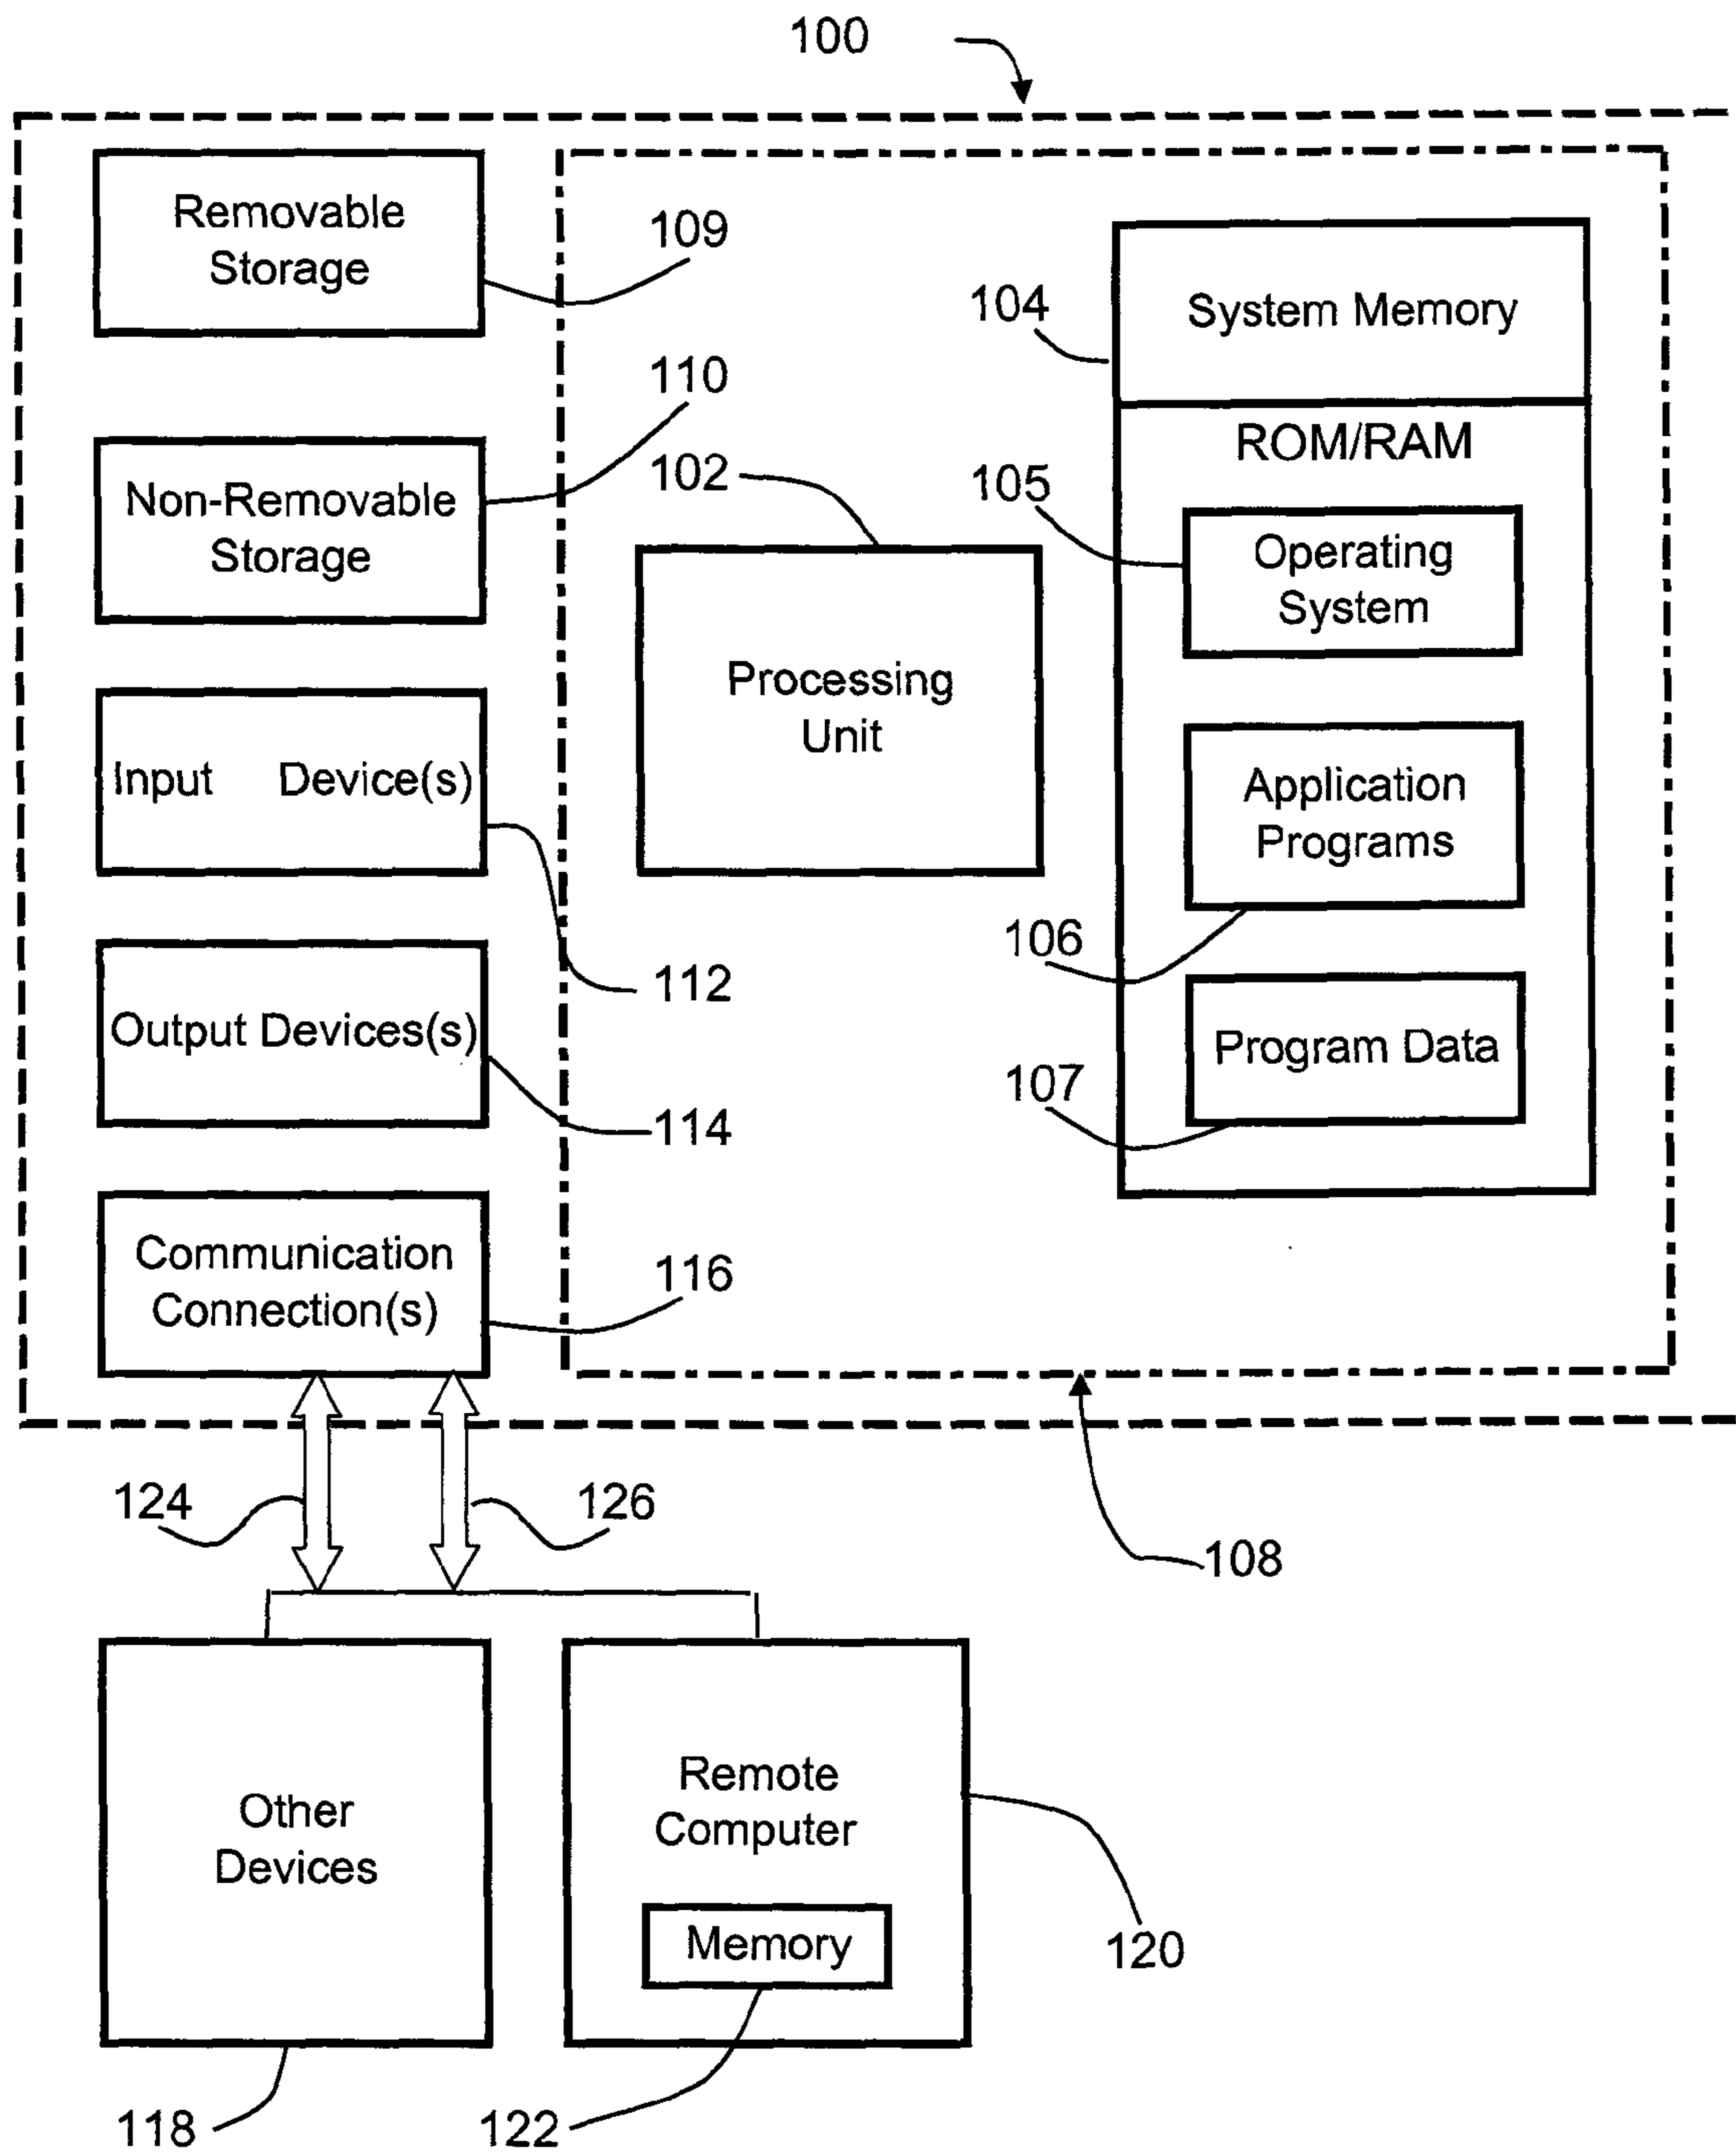 100
Removable
Storage
109
System Memory
104
110
ROM/RAM
Non-Removable
Storage
102
105
Operating
System
Processing
Unit
Input Device(s)
Application
Programs
106
112
Output Devices(s)
Program Data
107
114
Communication
Connection(s)
116
124
126
108
Other
Devices
Remote
Computer
Memory
120
118
122